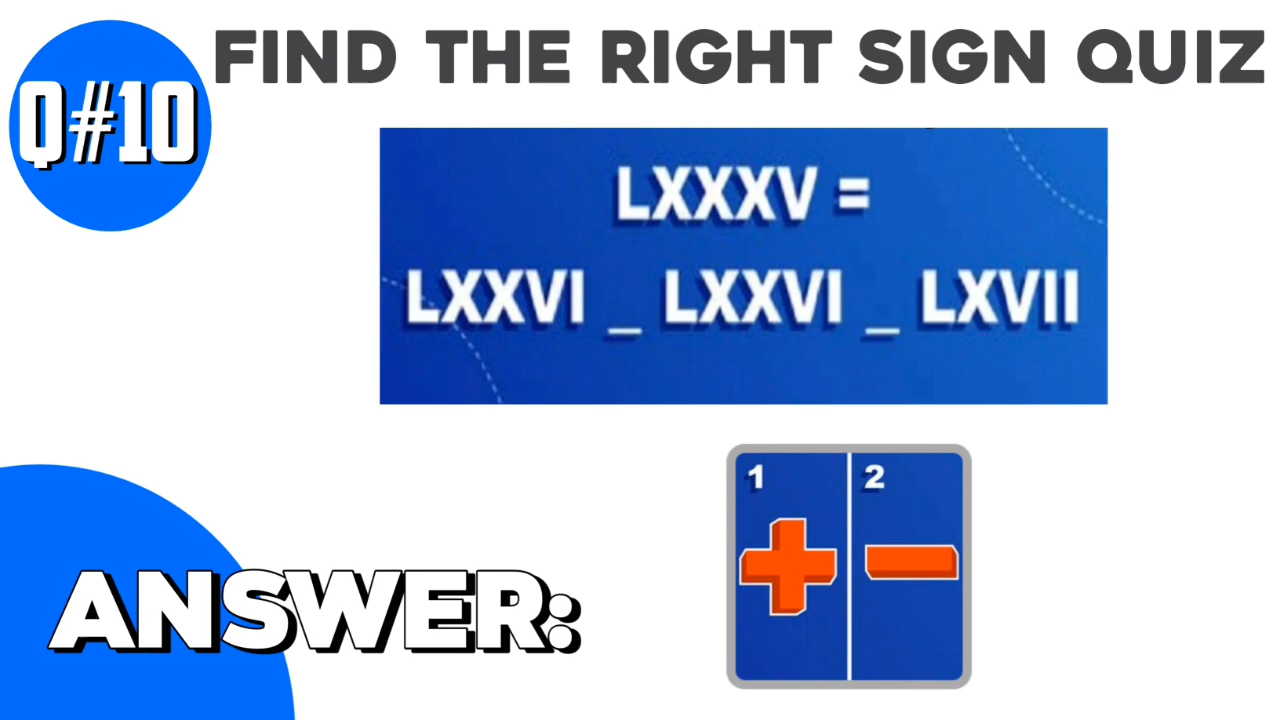 Q#10
FIND THE RIGHT SIGN QUIZ
LXXXV =
LXXVI _ LXXVI _ LXVII
1 2
+ −
ANSWER: